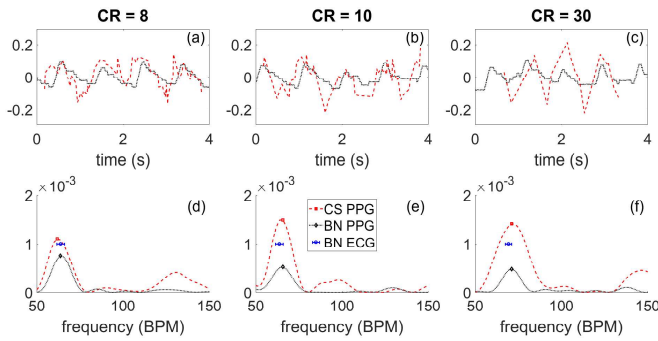 CR = 8
CR = 10
CR = 30
(a)
(b)
(c)
0.2
0
-0.2
0.2
0
-0.2
0.2
0
-0.2
0 2 4
0 2 4
0 2 4
time (s)
time (s)
time (s)
2 × 10⁻³
2 × 10⁻³
2 × 10⁻³
(d)
(e)
(f)
CS PPG
BN PPG
BN ECG
1
0
1
0
1
0
50 100 150
50 100 150
50 100 150
frequency (BPM)
frequency (BPM)
frequency (BPM)